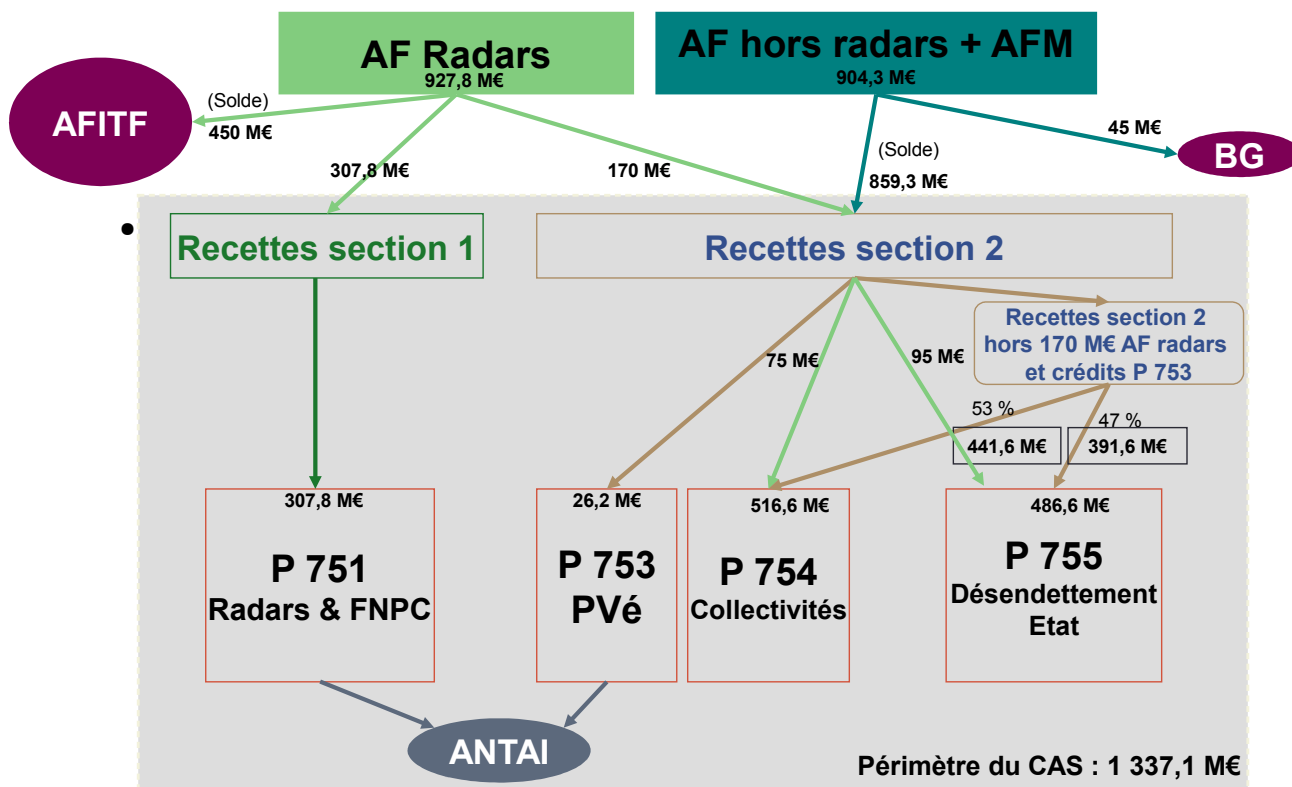 AF Radars
927,8 M€
AF hors radars + AFM
904,3 M€
AFITF
(Solde)
450 M€
307,8 M€
170 M€
(Solde)
859,3 M€
45 M€
BG
Recettes section 1
Recettes section 2
Recettes section 2
hors 170 M€ AF radars
et crédits P 753
75 M€
95 M€
53 %
47 %
441,6 M€
391,6 M€
307,8 M€
P 751
Radars & FNPC
26,2 M€
P 753
PVé
516,6 M€
P 754
Collectivités
486,6 M€
P 755
Désendettement
Etat
ANTAI
Périmètre du CAS : 1 337,1 M€